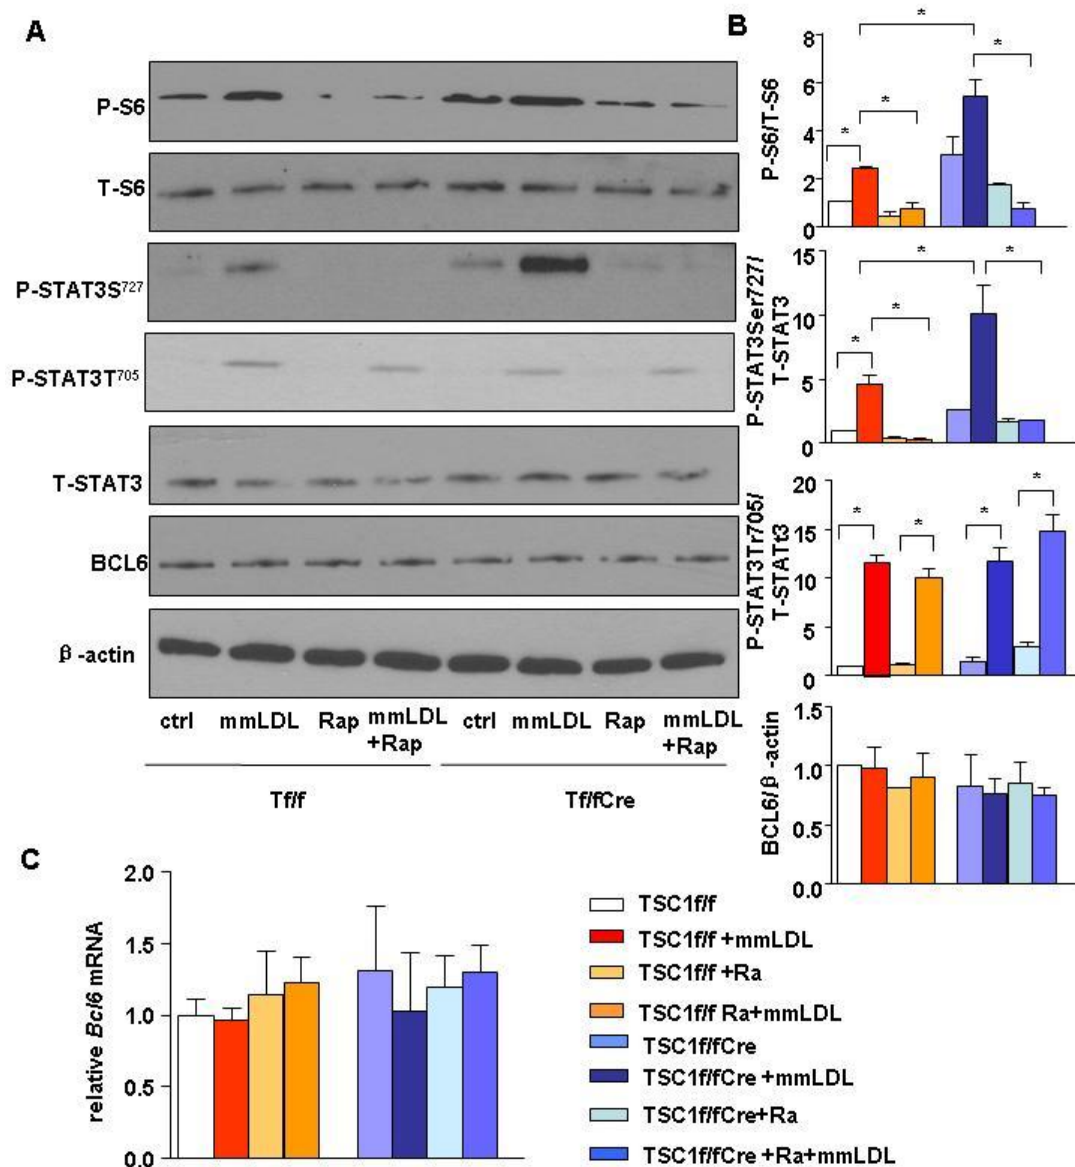 A
P-S6
T-S6
P-STAT3S727
P-STAT3T705
T-STAT3
BCL6
β-actin
ctrl mmLDL Rap mmLDL +Rap ctrl mmLDL Rap mmLDL +Rap
Tf/f Tf/fCre
B
P-S6/T-S6
8
6
4
2
0
* * * * *
P-STAT3Ser727/
T-STAT3
15
10
5
0
* * * * *
P-STAT3Tr705/
T-STATt3
20
15
10
5
0
* * * *
BCL6/β-actin
1.5
1.0
0.5
0.0
C
relative Bcl6 mRNA
2.0
1.5
1.0
0.5
0.0
TSC1f/f
TSC1f/f +mmLDL
TSC1f/f +Ra
TSC1f/f Ra+mmLDL
TSC1f/fCre
TSC1f/fCre +mmLDL
TSC1f/fCre+Ra
TSC1f/fCre +Ra+mmLDL